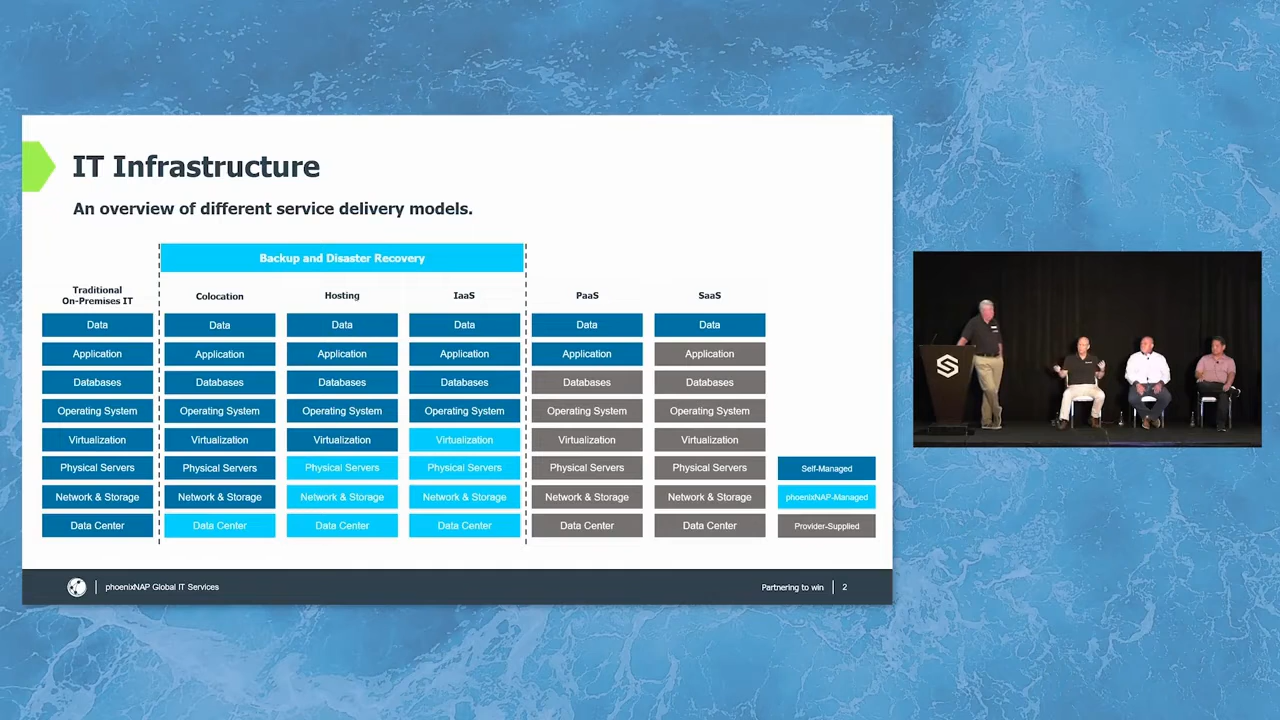 IT Infrastructure
An overview of different service delivery models.
Backup and Disaster Recovery
Traditional
On-Premises IT
Colocation
Hosting
IaaS
PaaS
SaaS
Data
Data
Data
Data
Data
Data
Application
Application
Application
Application
Application
Application
Databases
Databases
Databases
Databases
Databases
Databases
Operating System
Operating System
Operating System
Operating System
Operating System
Operating System
Virtualization
Virtualization
Virtualization
Virtualization
Virtualization
Virtualization
Physical Servers
Physical Servers
Physical Servers
Physical Servers
Physical Servers
Physical Servers
Self-Managed
Network & Storage
Network & Storage
Network & Storage
Network & Storage
Network & Storage
Network & Storage
phoenixNAP-Managed
Data Center
Data Center
Data Center
Data Center
Data Center
Data Center
Provider-Supplied
phoenixNAP Global IT Services
Partnering to win
2